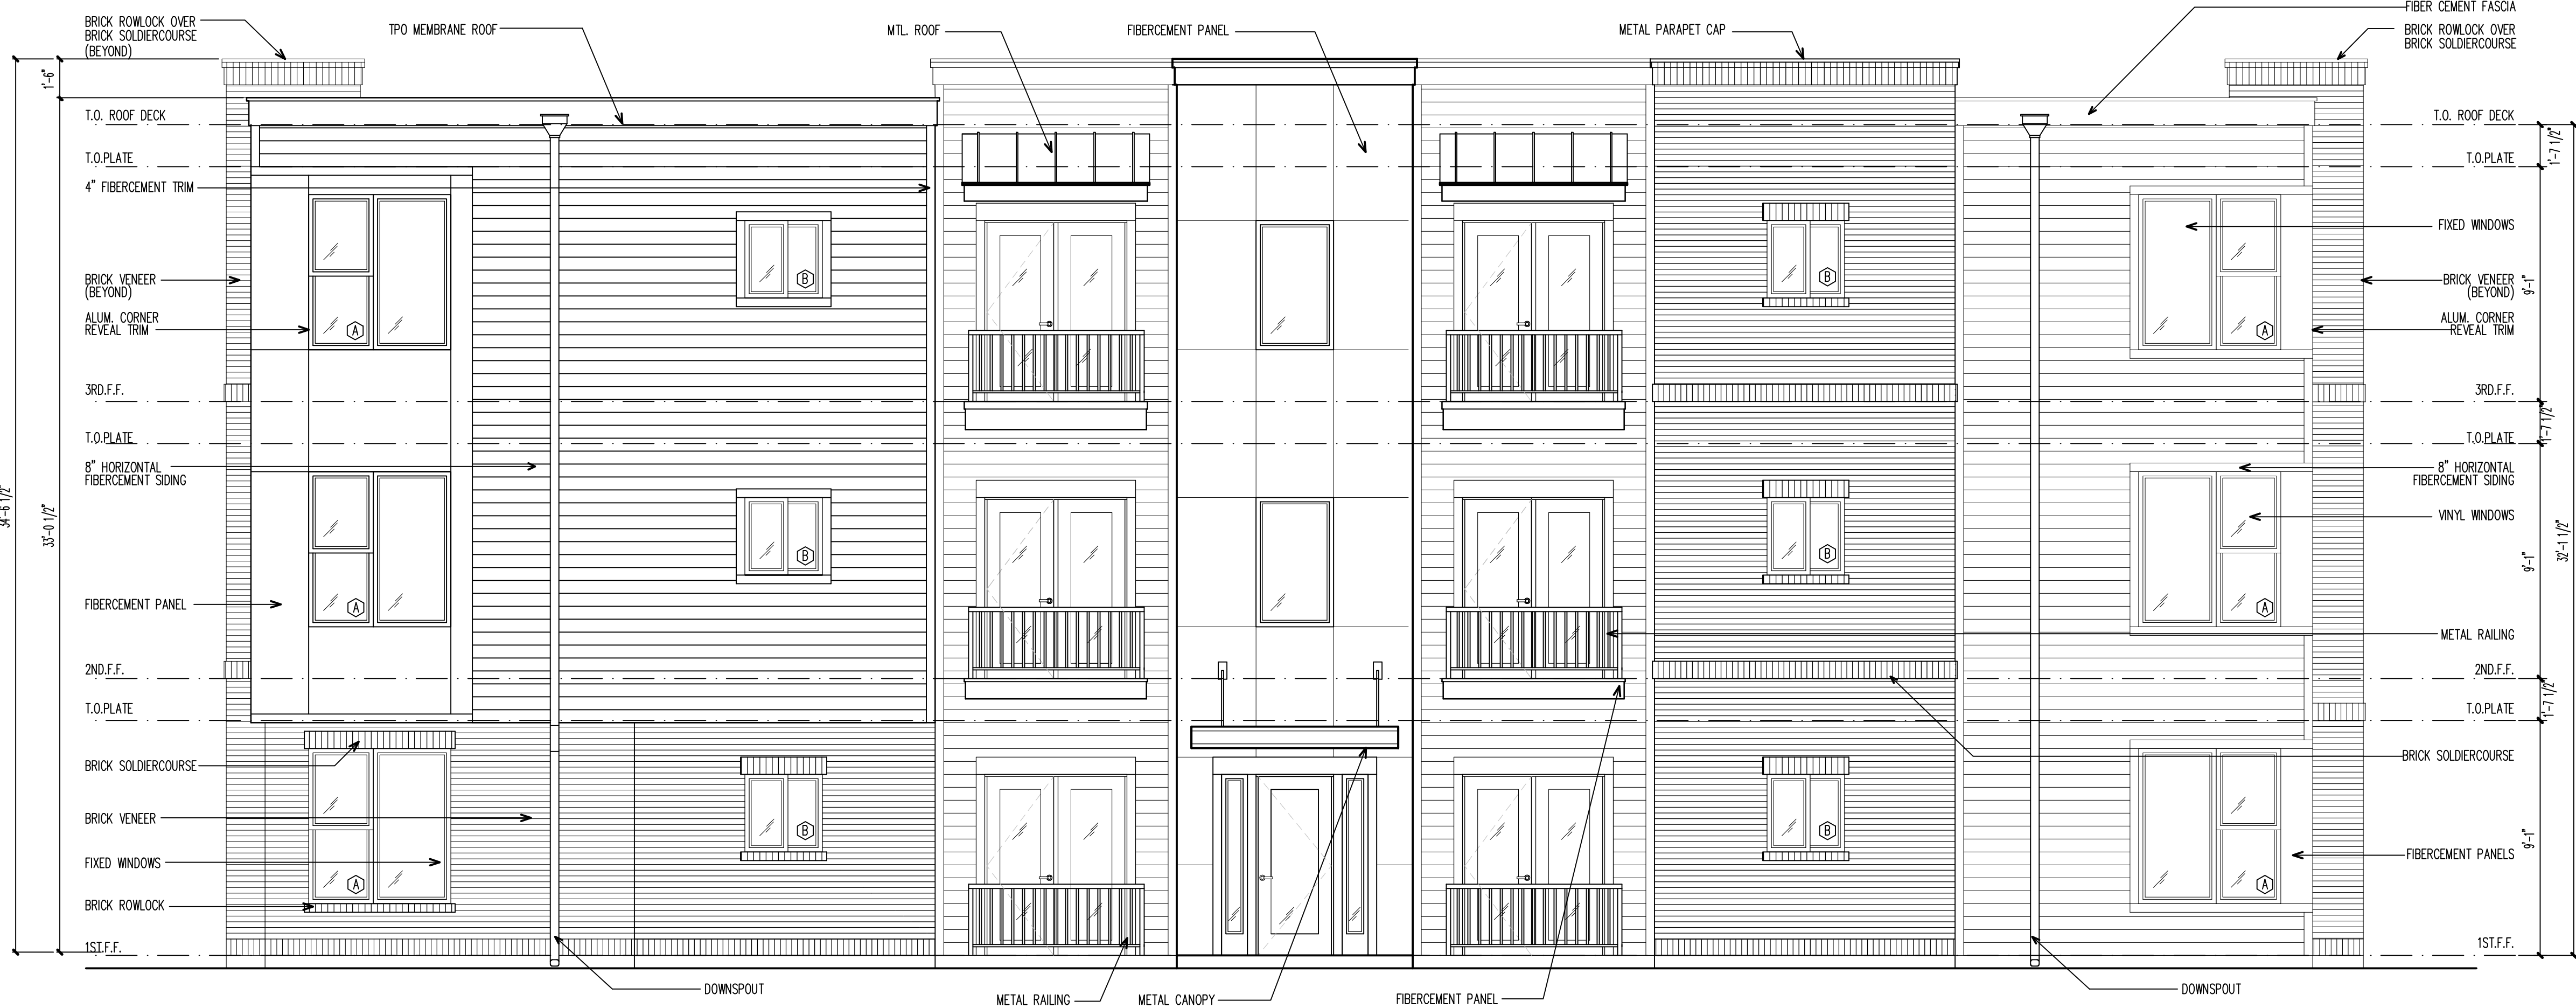 BRICK ROWLOCK OVER
BRICK SOLDIERCOURSE
(BEYOND)
TPO MEMBRANE ROOF
MTL. ROOF
FIBERCEMENT PANEL
METAL PARAPET CAP
FIBER CEMENT FASCIA
BRICK ROWLOCK OVER
BRICK SOLDIERCOURSE
1'-6"
34'-6 1/2"
33'-0 1/2"
T.O. ROOF DECK
T.O.PLATE
4" FIBERCEMENT TRIM
BRICK VENEER
(BEYOND)
ALUM. CORNER
REVEAL TRIM
3RD.F.F.
T.O.PLATE
8" HORIZONTAL
FIBERCEMENT SIDING
FIBERCEMENT PANEL
2ND.F.F.
T.O.PLATE
BRICK SOLDIERCOURSE
BRICK VENEER
FIXED WINDOWS
BRICK ROWLOCK
1ST.F.F.
A
B
B
A
A
B
B
A
A
B
B
A
T.O. ROOF DECK
T.O.PLATE
FIXED WINDOWS
BRICK VENEER
(BEYOND)
ALUM. CORNER
REVEAL TRIM
3RD.F.F.
T.O.PLATE
8" HORIZONTAL
FIBERCEMENT SIDING
VINYL WINDOWS
METAL RAILING
2ND.F.F.
T.O.PLATE
BRICK SOLDIERCOURSE
FIBERCEMENT PANELS
1ST.F.F.
1'-7 1/2"
9'-1"
1'-7 1/2"
9'-1"
1'-7 1/2"
9'-1"
32'-1 1/2"
DOWNSPOUT
METAL RAILING
METAL CANOPY
FIBERCEMENT PANEL
DOWNSPOUT